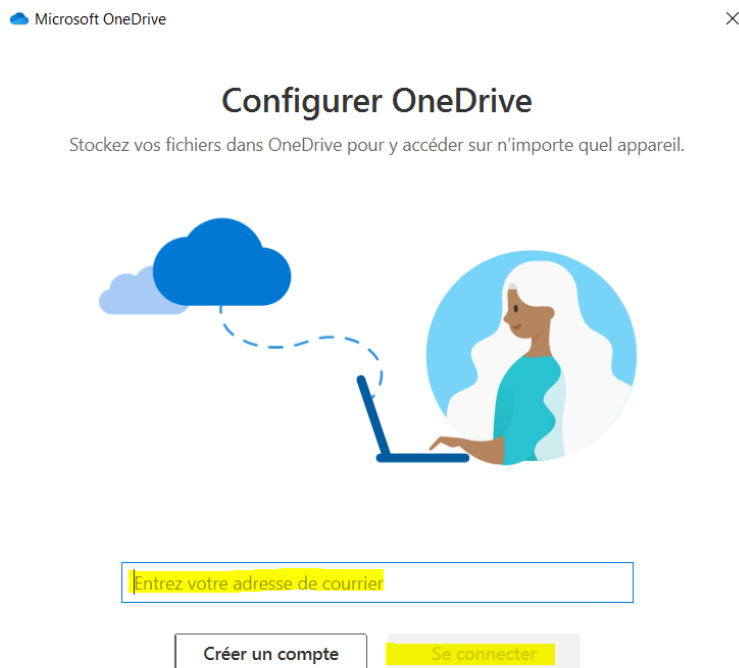 Microsoft OneDrive
Configurer OneDrive
Stockez vos fichiers dans OneDrive pour y accéder sur n'importe quel appareil.
Entrez votre adresse de courrier
Créer un compte
Se connecter